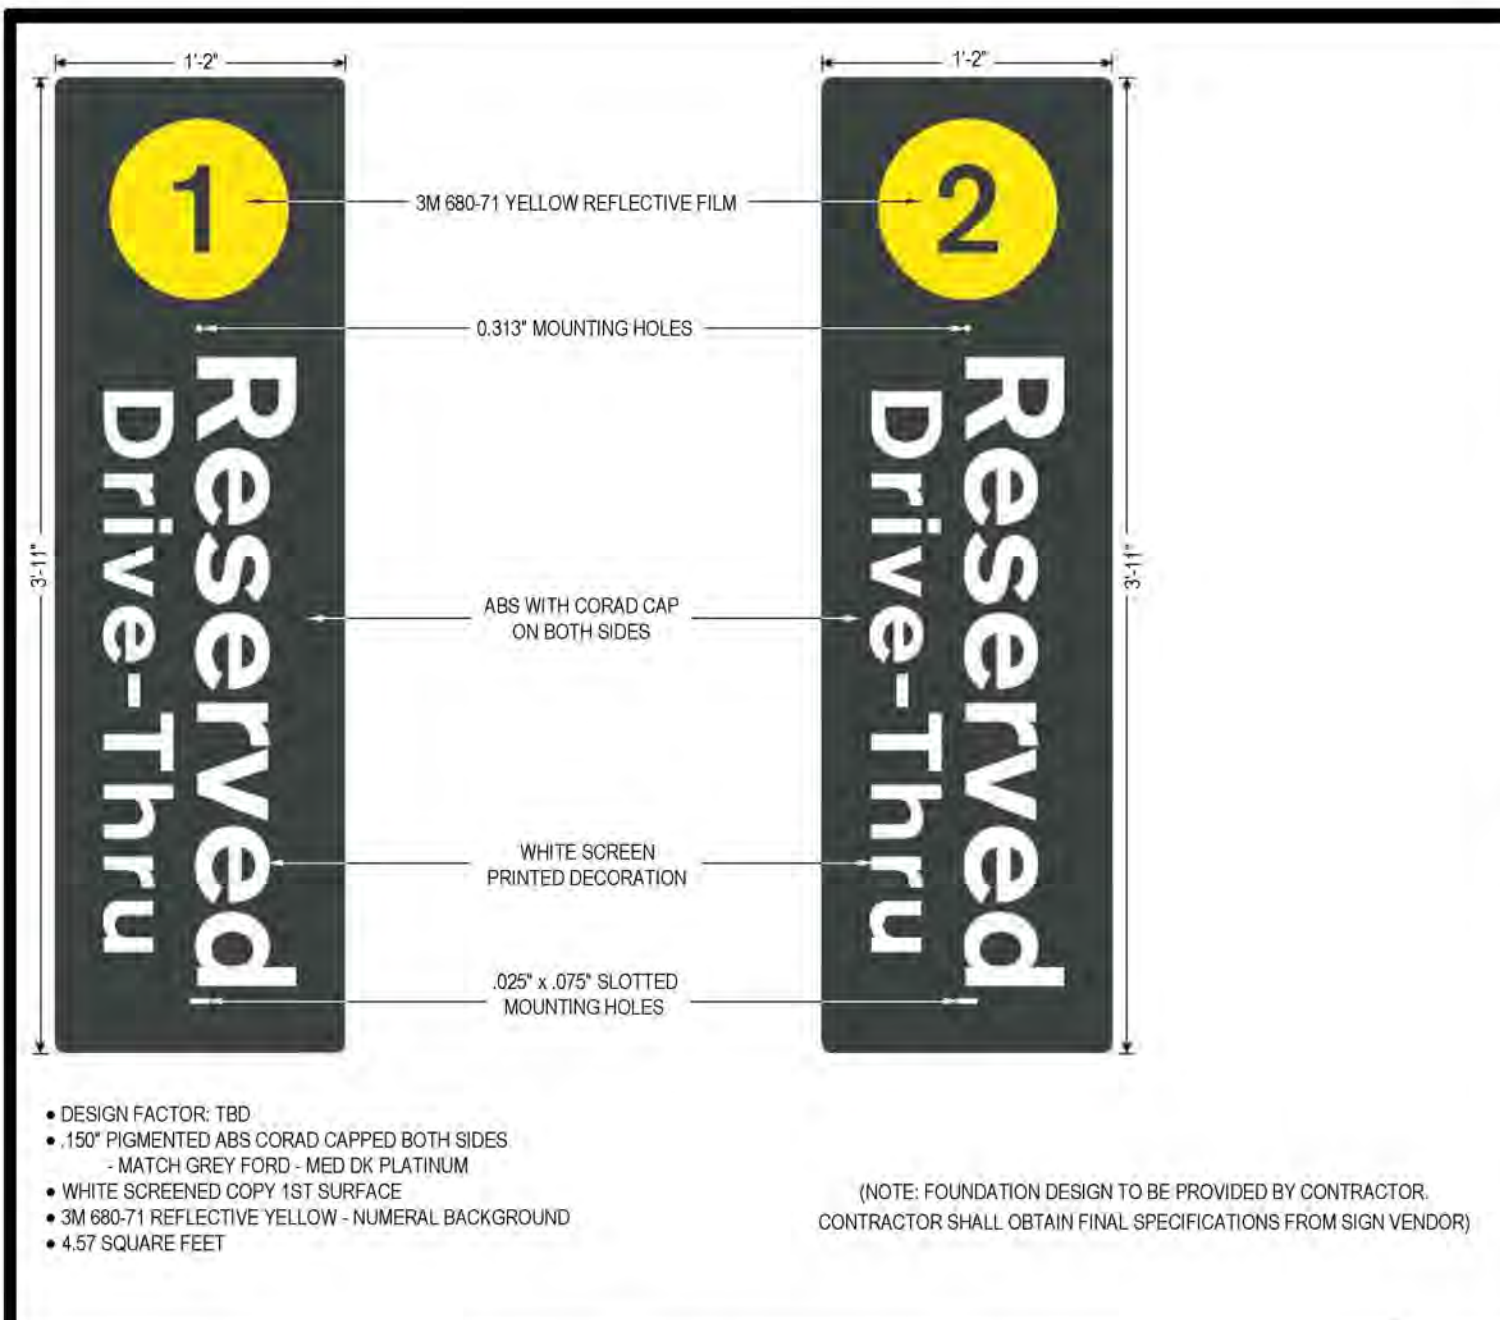 1'-2"
1'-2"
1
2
3M 680-71 YELLOW REFLECTIVE FILM
0.313" MOUNTING HOLES
Reserved
Drive-Thru
Reserved
Drive-Thru
3'-11"
3'-11"
ABS WITH CORAD CAP
ON BOTH SIDES
WHITE SCREEN
PRINTED DECORATION
.025" x .075" SLOTTED
MOUNTING HOLES
• DESIGN FACTOR: TBD
• .150" PIGMENTED ABS CORAD CAPPED BOTH SIDES
- MATCH GREY FORD - MED DK PLATINUM
• WHITE SCREENED COPY 1ST SURFACE
• 3M 680-71 REFLECTIVE YELLOW - NUMERAL BACKGROUND
• 4.57 SQUARE FEET
(NOTE: FOUNDATION DESIGN TO BE PROVIDED BY CONTRACTOR.
CONTRACTOR SHALL OBTAIN FINAL SPECIFICATIONS FROM SIGN VENDOR)